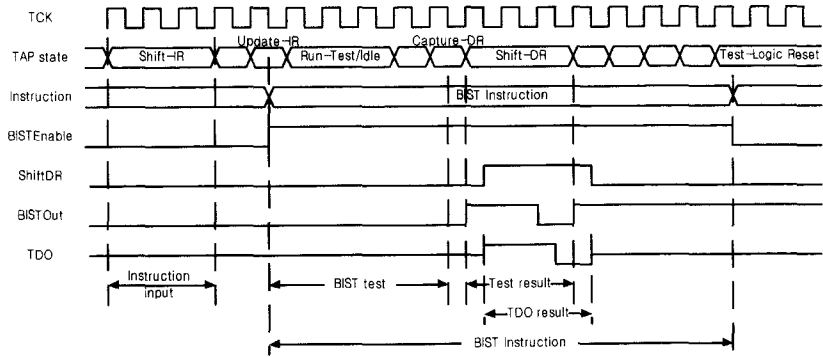 TCK
Update-IR
Capture-DR
TAP state
Shift-IR
Run-Test/Idle
Shift-DR
Test-Logic Reset
Instruction
BIST Instruction
BISTEnable
ShiftDR
BISTOut
TDO
Instruction
input
BIST test
Test result
TDO result
BIST Instruction